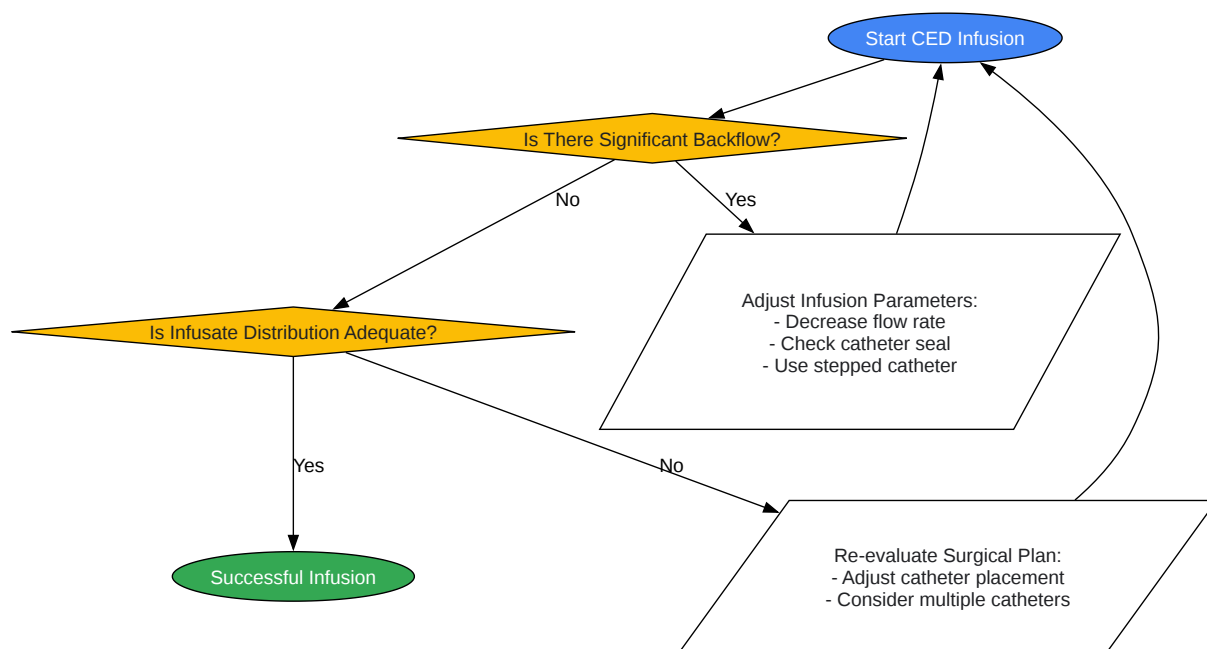 Start CED Infusion
Is There Significant Backflow?
No
Yes
Adjust Infusion Parameters:
- Decrease flow rate
- Check catheter seal
- Use stepped catheter
Is Infusate Distribution Adequate?
Yes
No
Re-evaluate Surgical Plan:
- Adjust catheter placement
- Consider multiple catheters
Successful Infusion